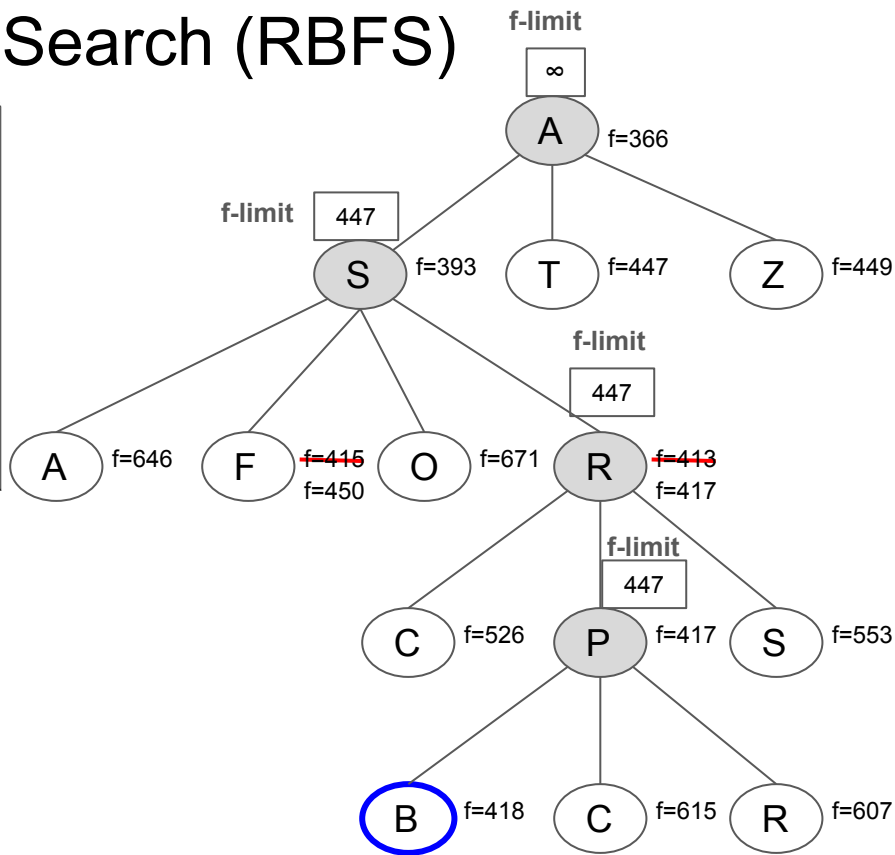 Search (RBFS)
f-limit
∞
A
f=366
f-limit
447
S
f=393
T
f=447
Z
f=449
f-limit
447
A
f=646
F
f=415
f=450
O
f=671
R
f=413
f=417
f-limit
447
C
f=526
P
f=417
S
f=553
B
f=418
C
f=615
R
f=607